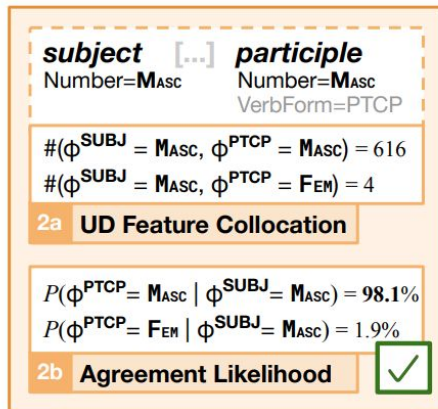 subject [...] participle
Number=MASC Number=MASC
VerbForm=PTCP
#(ϕSUBJ = MASC, ϕPTCP = MASC) = 616
#(ϕSUBJ = MASC, ϕPTCP = FEM) = 4
2a UD Feature Collocation
P(ϕPTCP= MASC | ϕSUBJ= MASC) = 98.1%
P(ϕPTCP= FEM | ϕSUBJ= MASC) = 1.9%
2b Agreement Likelihood